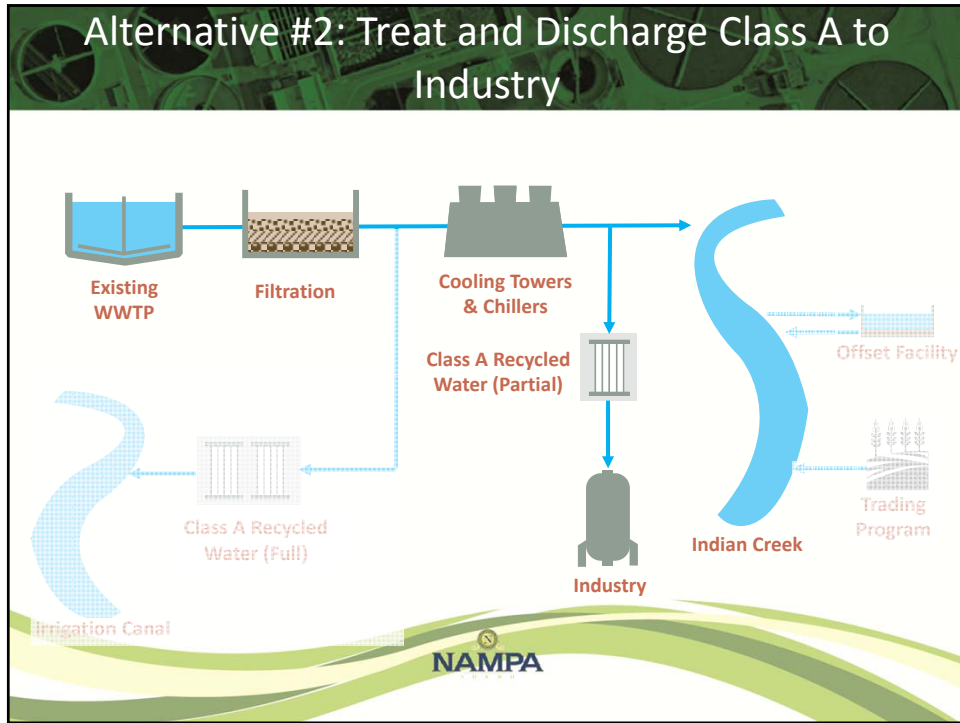 Alternative #2: Treat and Discharge Class A to
Industry
Existing
WWTP
Filtration
Cooling Towers
& Chillers
Class A Recycled
Water (Partial)
Offset Facility
Class A Recycled
Water (Full)
Trading
Program
Indian Creek
Industry
Irrigation Canal
N
NAMPA